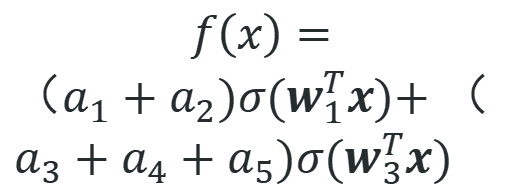 f(x) =
（a₁ + a₂)σ(𝒘₁ᵀ𝒙)+ （
a₃ + a₄ + a₅)σ(𝒘₃ᵀ𝒙)